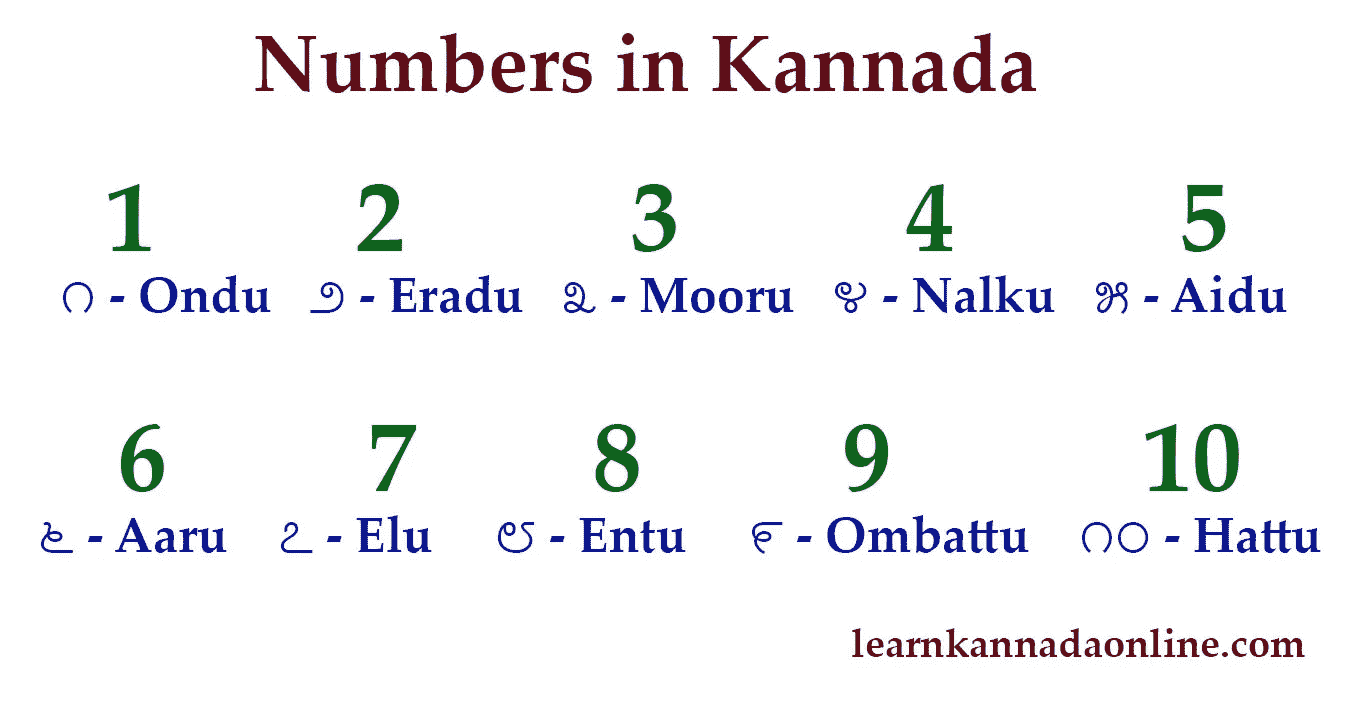 Numbers in Kannada
1 2 3 4 5
೧ - Ondu ೨ - Eradu ೩ - Mooru ೪ - Nalku ೫ - Aidu
6 7 8 9 10
೬ - Aaru ೭ - Elu ೮ - Entu ೯ - Ombattu ೧೦ - Hattu
learnkannadaonline.com